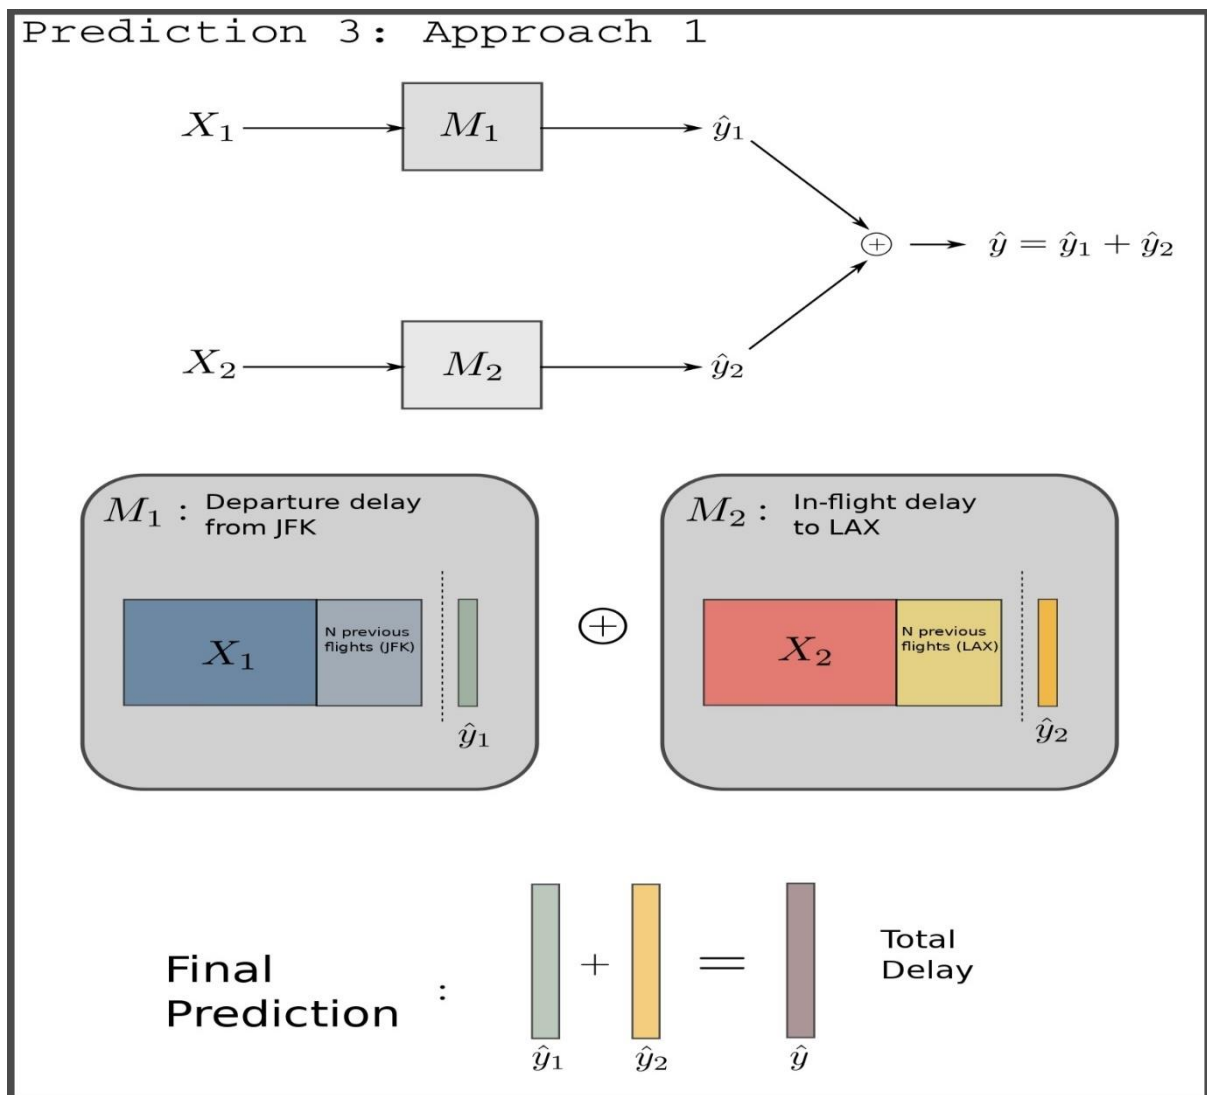 Prediction 3: Approach 1
X₁
M₁
ŷ₁
+
ŷ = ŷ₁ + ŷ₂
X₂
M₂
ŷ₂
M₁ : Departure delay
from JFK
M₂ : In-flight delay
to LAX
X₁
N previous
flights (JFK)
ŷ₁
+
X₂
N previous
flights (LAX)
ŷ₂
Final
Prediction :
+ =
Total
Delay
ŷ₁
ŷ₂
ŷ